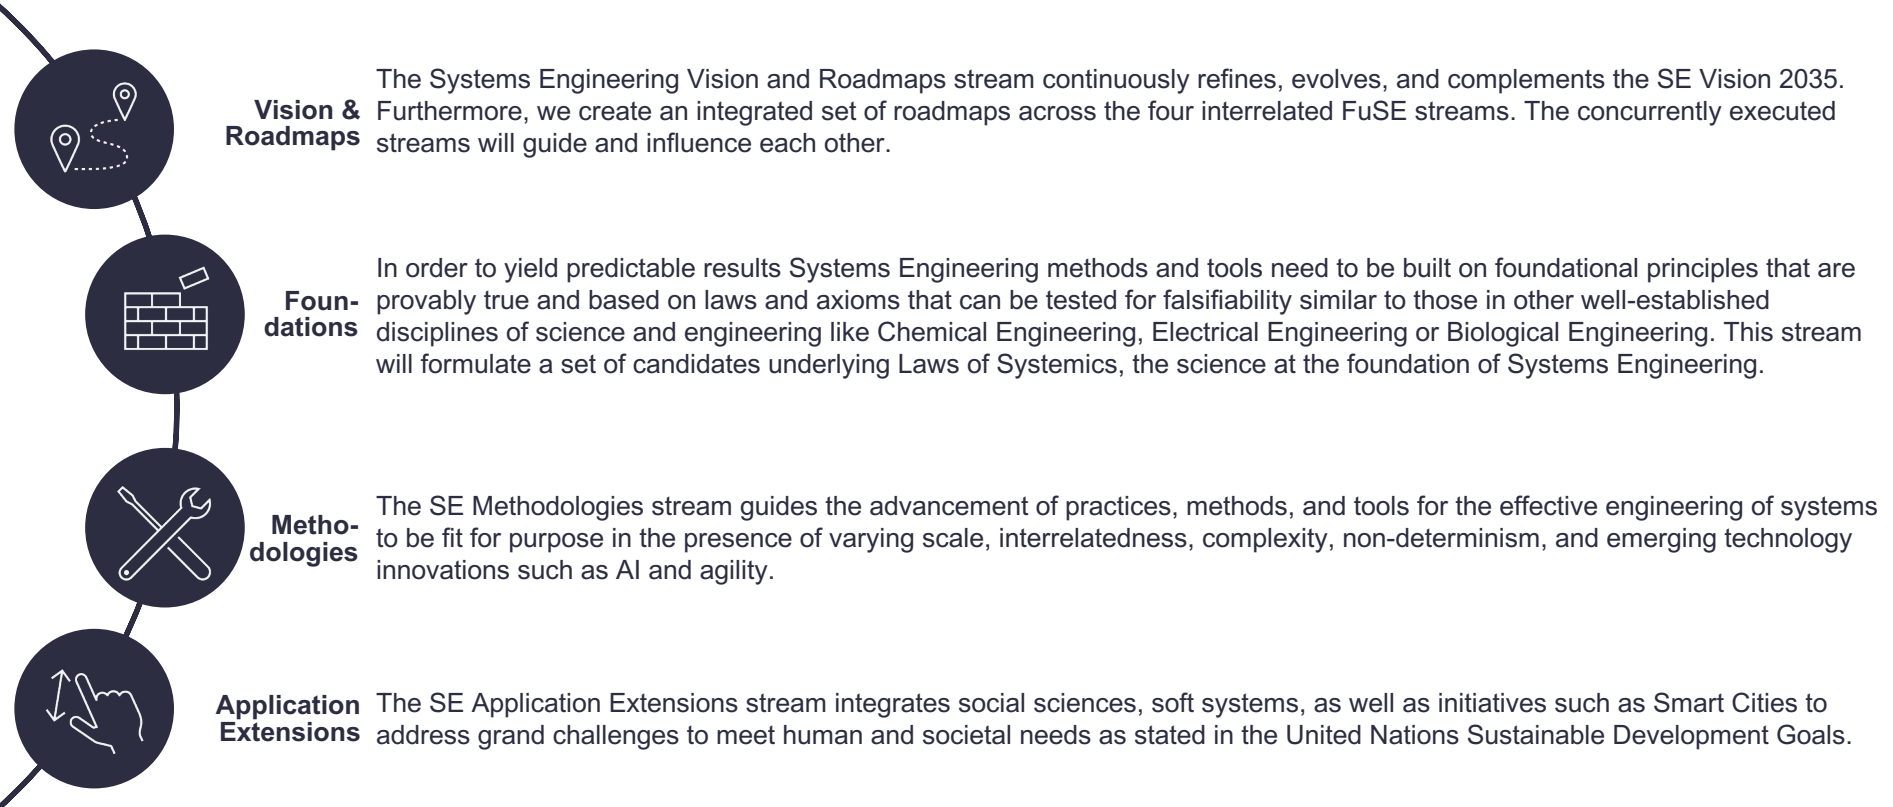 Vision &
Roadmaps
The Systems Engineering Vision and Roadmaps stream continuously refines, evolves, and complements the SE Vision 2035.
Furthermore, we create an integrated set of roadmaps across the four interrelated FuSE streams. The concurrently executed
streams will guide and influence each other.
Foun-
dations
In order to yield predictable results Systems Engineering methods and tools need to be built on foundational principles that are
provably true and based on laws and axioms that can be tested for falsifiability similar to those in other well-established
disciplines of science and engineering like Chemical Engineering, Electrical Engineering or Biological Engineering. This stream
will formulate a set of candidates underlying Laws of Systemics, the science at the foundation of Systems Engineering.
Metho-
dologies
The SE Methodologies stream guides the advancement of practices, methods, and tools for the effective engineering of systems
to be fit for purpose in the presence of varying scale, interrelatedness, complexity, non-determinism, and emerging technology
innovations such as AI and agility.
Application
Extensions
The SE Application Extensions stream integrates social sciences, soft systems, as well as initiatives such as Smart Cities to
address grand challenges to meet human and societal needs as stated in the United Nations Sustainable Development Goals.